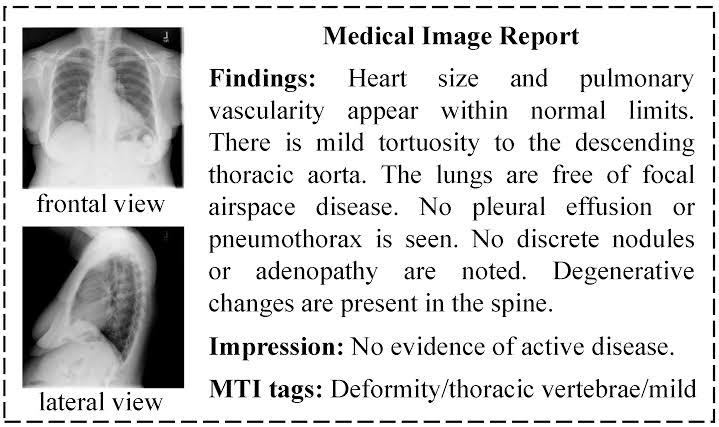 Medical Image Report
Findings: Heart size and pulmonary
vascularity appear within normal limits.
There is mild tortuosity to the descending
thoracic aorta. The lungs are free of focal
airspace disease. No pleural effusion or
pneumothorax is seen. No discrete nodules
or adenopathy are noted. Degenerative
changes are present in the spine.
Impression: No evidence of active disease.
MTI tags: Deformity/thoracic vertebrae/mild
frontal view
lateral view